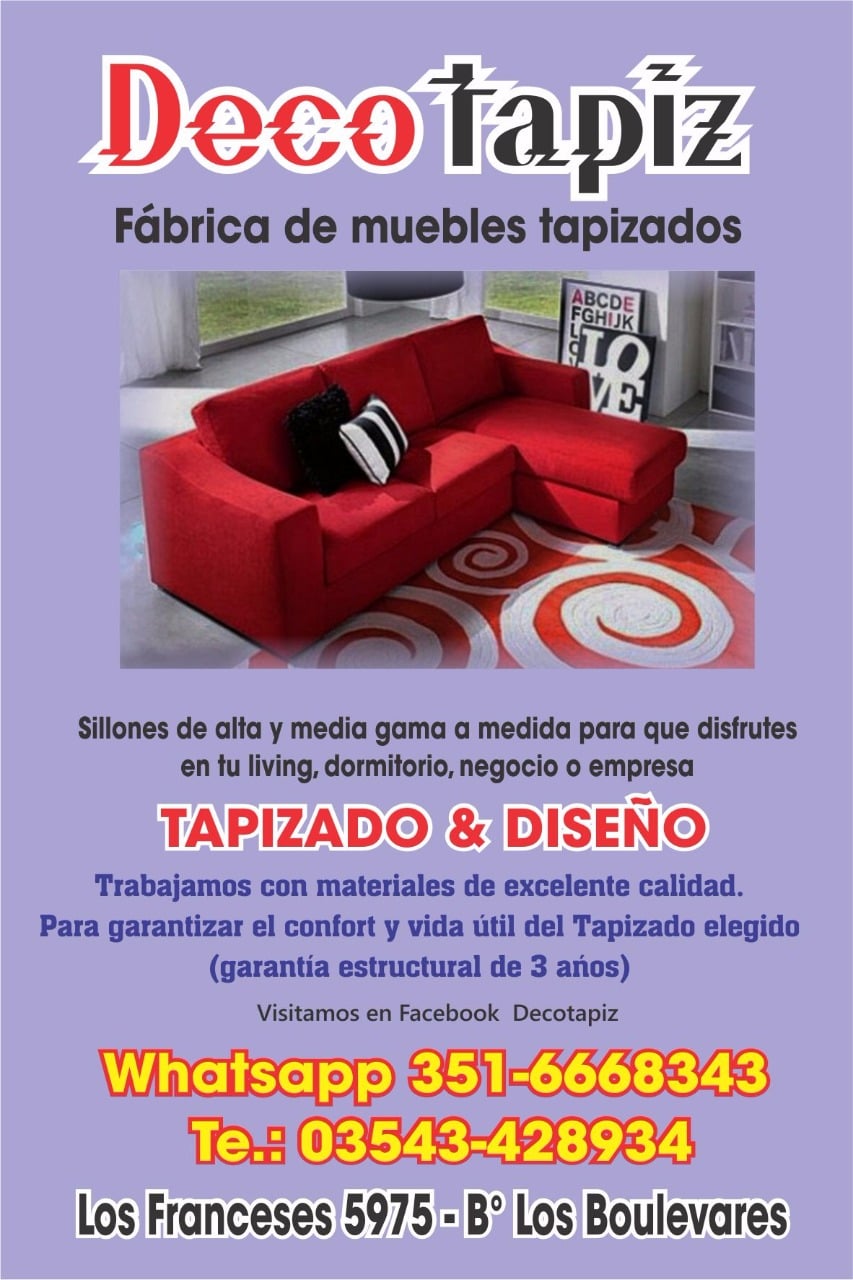 Decotapiz
Fábrica de muebles tapizados
ABCDE
FGHIJK
LO
VE
Sillones de alta y media gama a medida para que disfrutes
en tu living, dormitorio, negocio o empresa
TAPIZADO & DISEÑO
Trabajamos con materiales de excelente calidad.
Para garantizar el confort y vida útil del Tapizado elegido
(garantía estructural de 3 ańos)
Visitamos en Facebook Decotapiz
Whatsapp 351-6668343
Te.: 03543-428934
Los Franceses 5975 - B° Los Boulevares